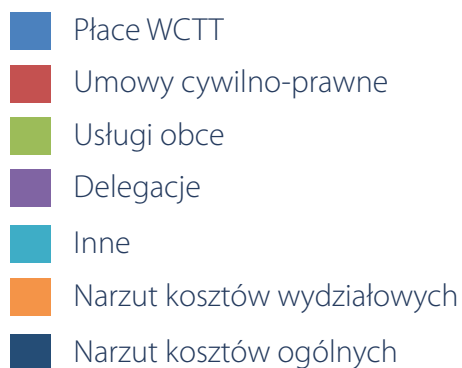 Płace WCTT
Umowy cywilno-prawne
Usługi obce
Delegacje
Inne
Narzut kosztów wydziałowych
Narzut kosztów ogólnych